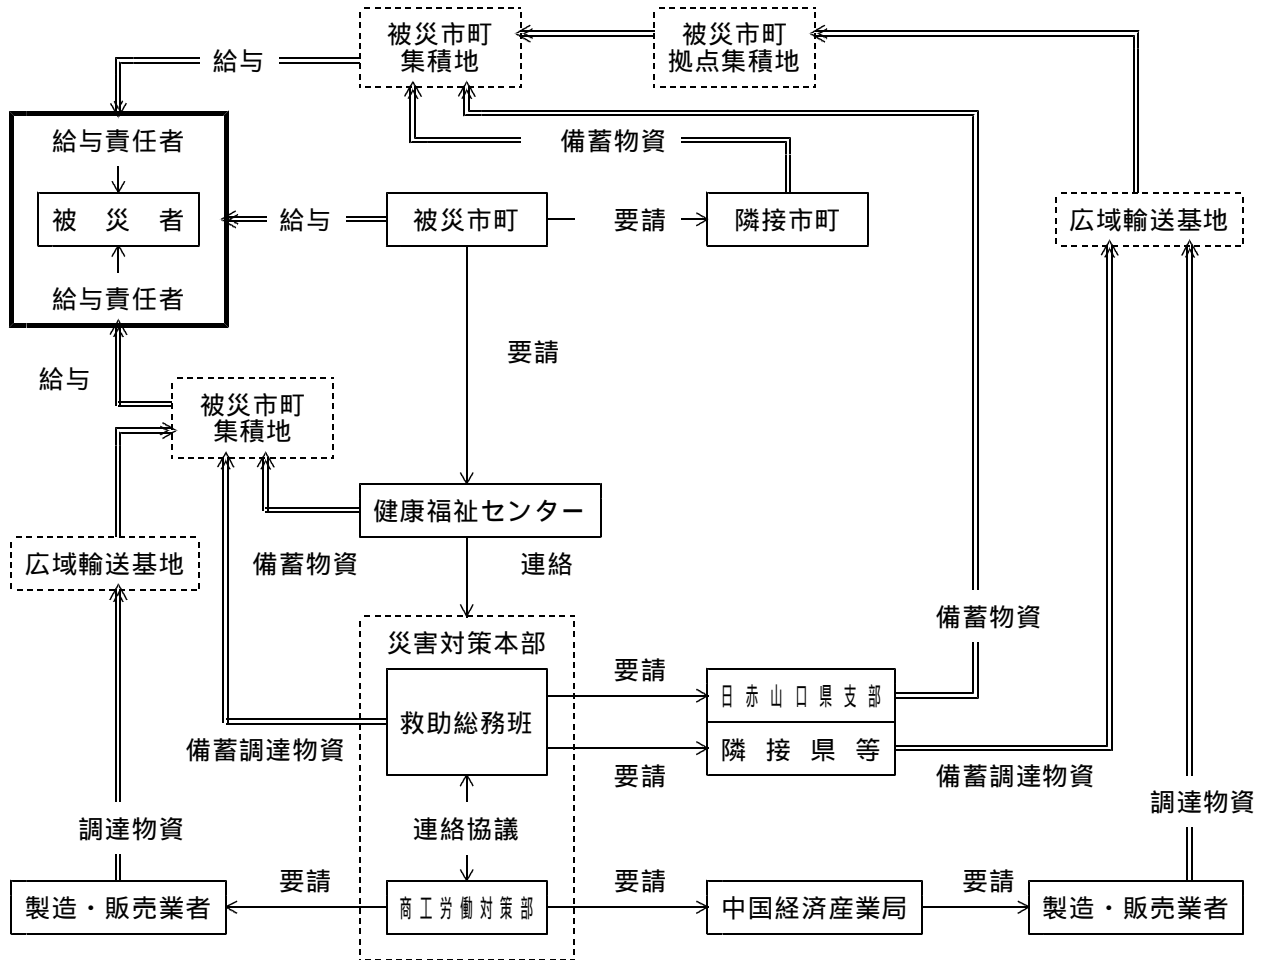 被災市町
集積地
被災市町
拠点集積地
給与
給与責任者
備蓄物資
被 災 者
給与
被災市町
要請
隣接市町
広域輸送基地
給与責任者
要請
給与
被災市町
集積地
健康福祉センター
広域輸送基地
備蓄物資
連絡
備蓄物資
災害対策本部
要請
日赤山口県支部
救助総務班
備蓄調達物資
隣接県等
要請
備蓄調達物資
調達物資
調達物資
連絡協議
要請
要請
要請
製造・販売業者
商工労働対策部
中国経済産業局
製造・販売業者